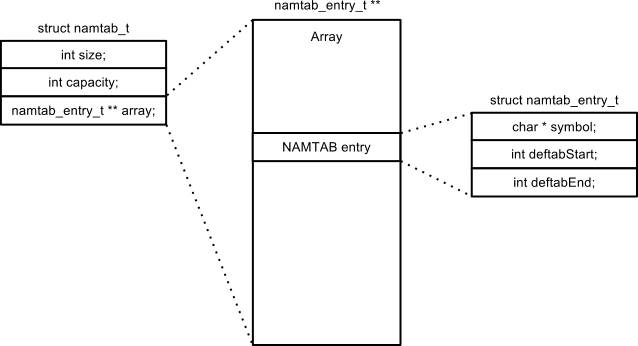 struct namtab_t
int size;
int capacity;
namtab_entry_t ** array;
namtab_entry_t **
Array
NAMTAB entry
struct namtab_entry_t
char * symbol;
int deftabStart;
int deftabEnd;